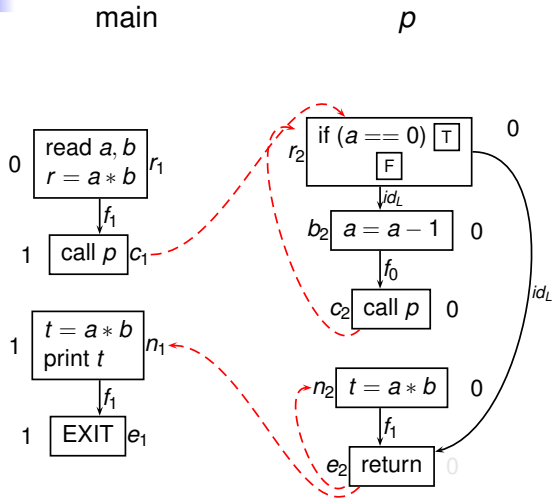 main
p
0
read a, b
r = a ∗ b
r1
f1
1
call p
c1
1
t = a ∗ b
print t
n1
f1
1
EXIT
e1
r2
if (a == 0) T
F
0
idL
b2
a = a − 1
0
f0
c2
call p
0
idL
n2
t = a ∗ b
0
f1
e2
return
0